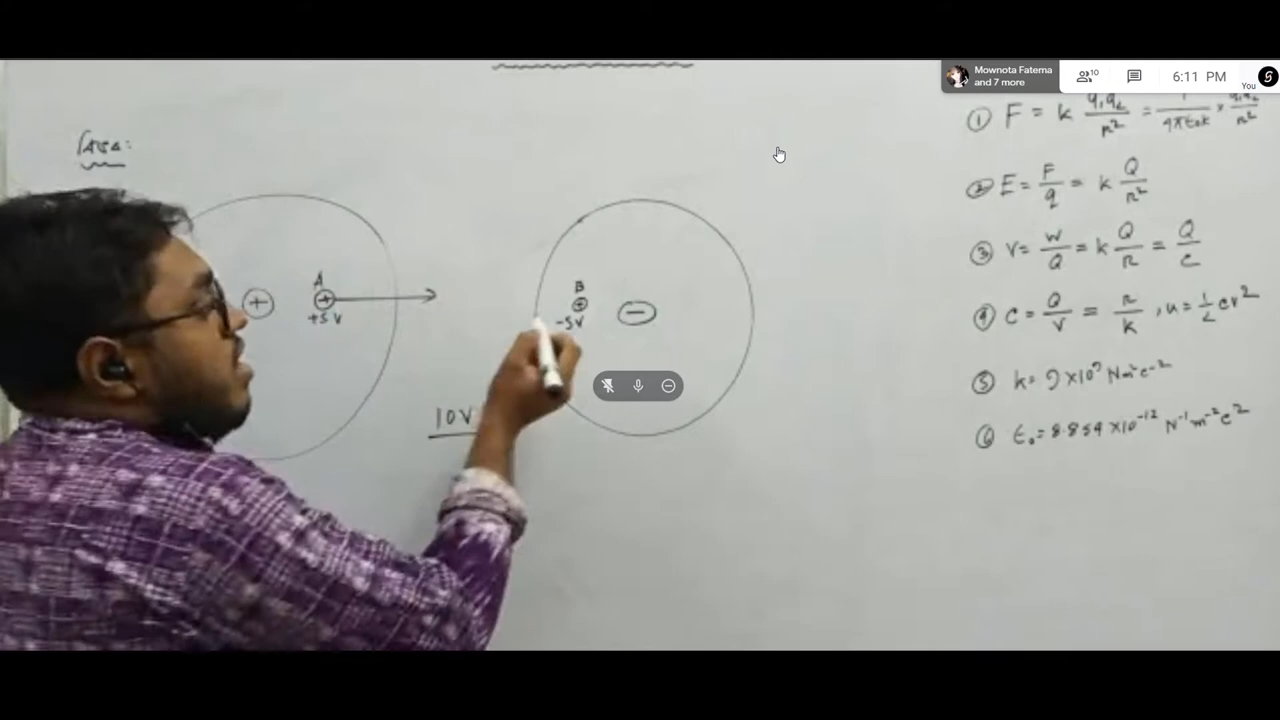 Mownota Fatema
and 7 more
10
6:11 PM
You
বিভব:
A
+5 V
B
-5V
10V
① F = k q₁q₂/r² = 1/4πε₀k × q₁q₂/r²
② E = F/q = k Q/r²
③ V = W/Q = k Q/r = Q/C
④ C = Q/V = r/k , u = ½ CV²
⑤ k = 9 × 10⁹ Nm²C⁻²
⑥ ε₀ = 8.854 × 10⁻¹² N⁻¹m⁻²C²